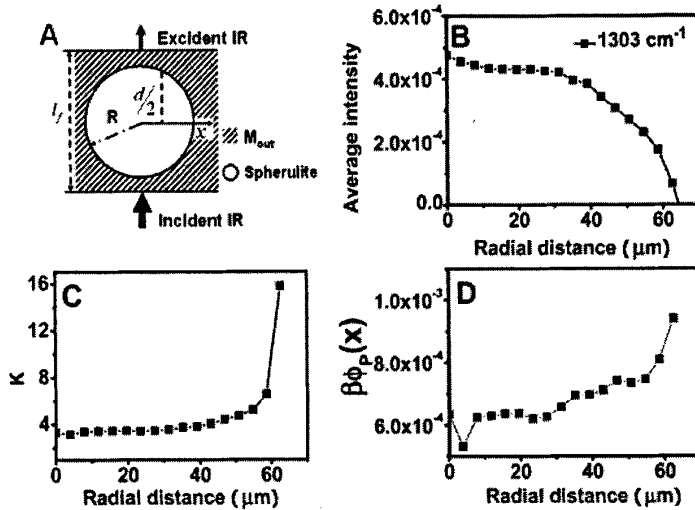 A
Excident IR
l_f
d/2
R
x
M_out
Spherulite
Incident IR
B
1303 cm⁻¹
6.0x10⁻⁴
4.0x10⁻⁴
2.0x10⁻⁴
0.0
Average intensity
0 20 40 60
Radial distance (μm)
C
16
12
8
4
K
0 20 40 60
Radial distance (μm)
D
1.0x10⁻³
8.0x10⁻⁴
6.0x10⁻⁴
βϕ_P(x)
0 20 40 60
Radial distance (μm)